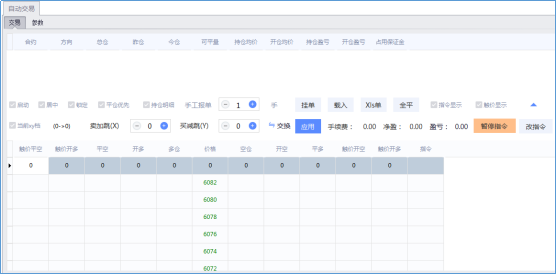 自动交易
交易 参数
合约 方向 总仓 昨仓 今仓 可平量 持仓均价 开仓均价 持仓盈亏 开仓盈亏 占用保证金
启动 居中 锁定 平仓优先 持仓明细 手工报单 1 手 挂单 载入 Xls单 全平 指令显示 触价显示
当前xy档 (0->0) 卖加跳(X) 0 买减跳(Y) 0 交换 应用 手续费: 0.00 净盈: 0.00 盈亏: 0.00 暂停指令 改指令
触价平空 触价开多 平空 开多 多仓 价格 空仓 开空 平多 触价开空 触价开多 指令
0 0 0 0 0 0 0 0 0 0 0
6082
6080
6078
6076
6074
6072